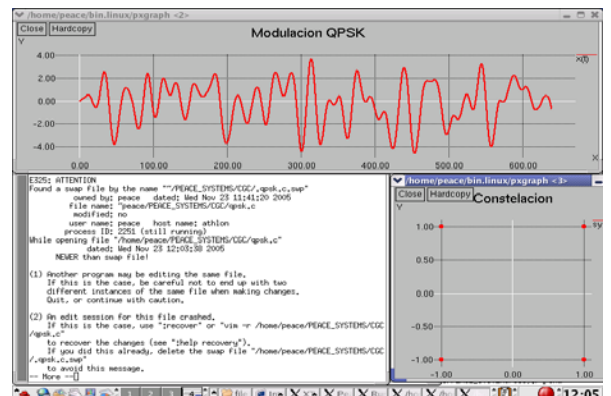 /home/peace/bin.linux/pxgraph <2>
Close Hardcopy
Modulacion QPSK
Y
4.00
2.00
0.00
-2.00
-4.00
x(t)
X
0.00 100.00 200.00 300.00 400.00 500.00 600.00
E325: ATTENTION
Found a swap file by the name "~/PEACE_SYSTEMS/CGC/.qpsk.c.swp"
owned by: peace dated: Wed Nov 23 11:41:20 2005
file name: ~peace/PEACE_SYSTEMS/CGC/qpsk.c
modified: no
user name: peace host name: athlon
process ID: 2251 (still running)
While opening file "/home/peace/PEACE_SYSTEMS/CGC/qpsk.c"
dated: Wed Nov 23 12:03:38 2005
NEWER than swap file!
(1) Another program may be editing the same file.
If this is the case, be careful not to end up with two
different instances of the same file when making changes.
Quit, or continue with caution.
(2) An edit session for this file crashed.
If this is the case, use ":recover" or "vim -r /home/peace/PEACE_SYSTEMS/CGC
/qpsk.c"
to recover the changes (see ":help recovery").
If you did this already, delete the swap file "/home/peace/PEACE_SYSTEMS/CGC
/.qpsk.c.swp"
to avoid this message.
-- More --
/home/peace/bin.linux/pxgraph <3>
Close Hardcopy
Constelacion
Y
1.00
0.50
0.00
-0.50
-1.00
-1.00 0.00 1.00
1 2 3 4
12:05